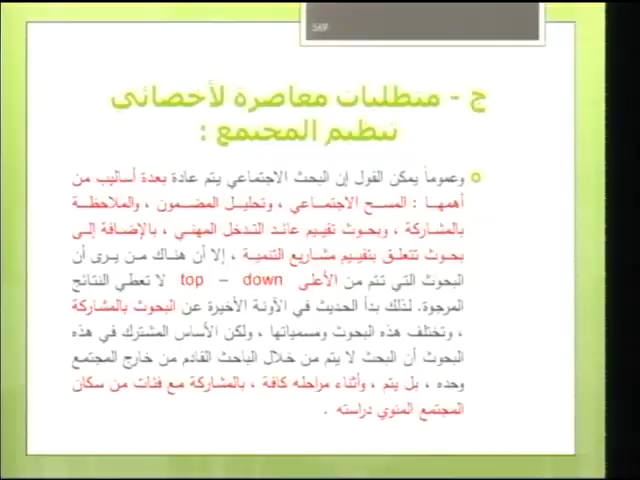 569
ج - متطلبات معاصرة لأخصائي
تنظيم المجتمع :
وعموماً يمكن القول إن البحث الاجتماعي يتم عادة بعدة أساليب من
أهمها : المسح الاجتماعي ، وتحليل المضمون ، والملاحظة
بالمشاركة ، وبحوث تقييم عائد التدخل المهني ، بالإضافة إلى
بحوث تتعلق بتقييم مشاريع التنمية ، إلا أن هناك من يرى أن
البحوث التي تتم من الأعلى top – down لا تعطي النتائج
المرجوة. لذلك بدأ الحديث في الآونة الأخيرة عن البحوث بالمشاركة
، وتختلف هذه البحوث ومسمياتها ، ولكن الأساس المشترك في هذه
البحوث أن البحث لا يتم من خلال الباحث القادم من خارج المجتمع
وحده ، بل يتم ، وأثناء مراحله كافة ، بالمشاركة مع فئات من سكان
المجتمع المنوي دراسته .